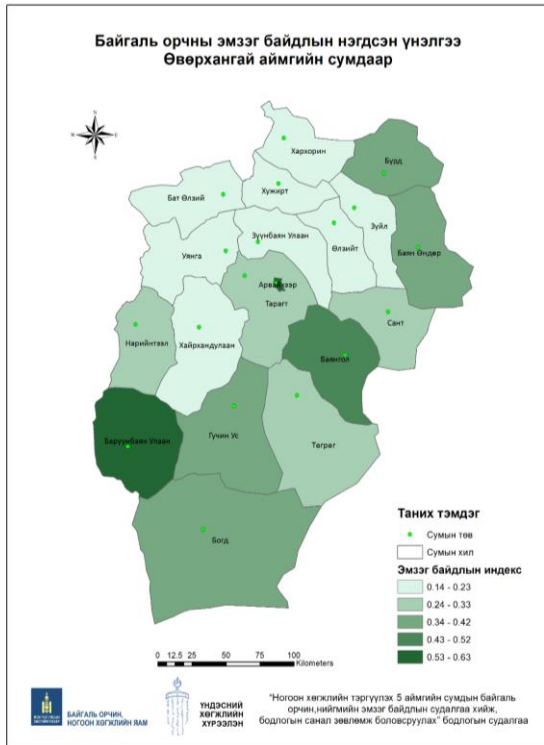 Байгаль орчны эмзэг байдлын нэгдсэн үнэлгээ
Өвөрхангай аймгийн сумдаар
N
W
E
S
Хархорин
Бүрд
Хужирт
Бат Өлзий
Зүйл
Зүүнбаян Улаан
Өлзийт
Баян Өндөр
Уянга
Арвайхээр
Тарагт
Сант
Нарийнтээл
Хайрхандулаан
Баянгол
Баруунбаян Улаан
Гучин Ус
Төгрөг
Богд
Таних тэмдэг
Сумын төв
Сумын хил
Эмзэг байдлын индекс
0.14 - 0.23
0.24 - 0.33
0.34 - 0.42
0.43 - 0.52
0.53 - 0.63
0 12.5 25 50 75 100
Kilometers
БАЙГАЛЬ ОРЧИН,
НОГООН ХӨГЖЛИЙН ЯАМ
ҮНДЭСНИЙ
ХӨГЖЛИЙН
ХҮРЭЭЛЭН
"Ногоон хөгжлийн тэргүүлэх 5 аймгийн сумдын байгаль
орчин,нийгмийн эмзэг байдлын судалгаа хийж,
бодлогын санал зөвлөмж боловсруулах" бодлогын судалгаа